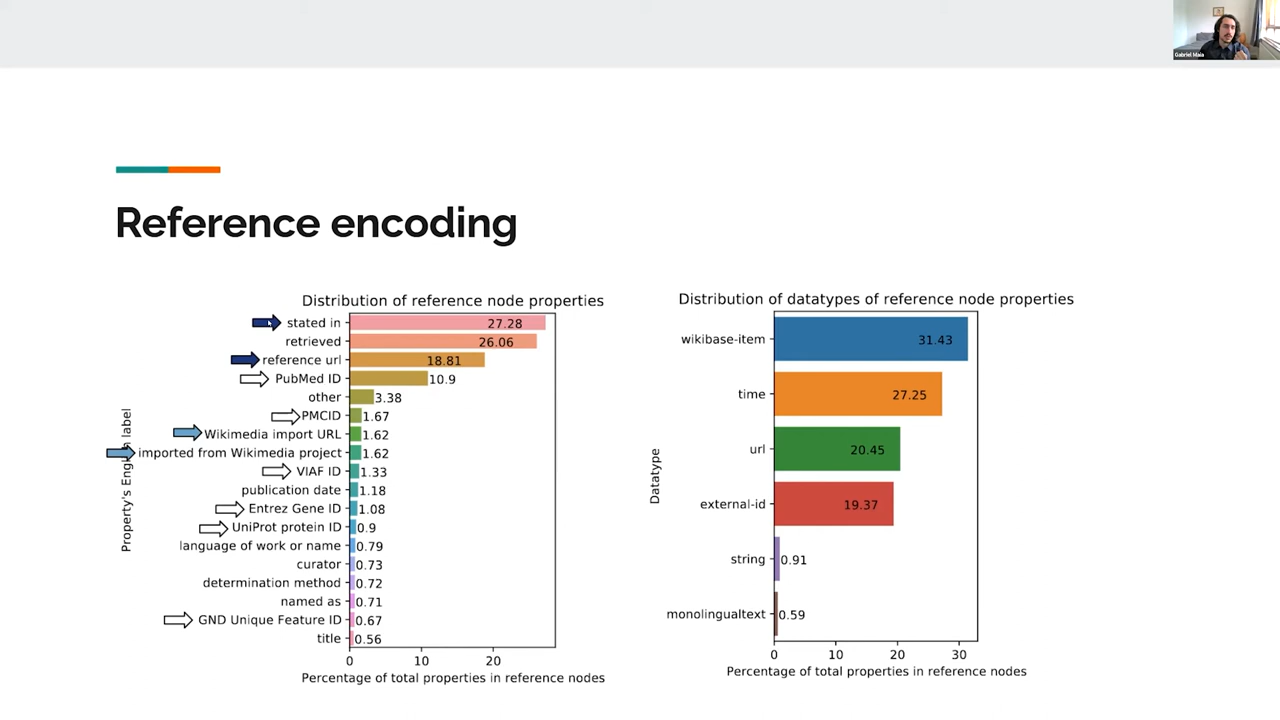 Gabriel Maia
Reference encoding
Distribution of reference node properties
stated in 27.28
retrieved 26.06
reference url 18.81
PubMed ID 10.9
other 3.38
PMCID 1.67
Wikimedia import URL 1.62
imported from Wikimedia project 1.62
VIAF ID 1.33
publication date 1.18
Entrez Gene ID 1.08
UniProt protein ID 0.9
language of work or name 0.79
curator 0.73
determination method 0.72
named as 0.71
GND Unique Feature ID 0.67
title 0.56
0 10 20
Percentage of total properties in reference nodes
Property's English label
Distribution of datatypes of reference node properties
wikibase-item 31.43
time 27.25
url 20.45
external-id 19.37
string 0.91
monolingualtext 0.59
0 10 20 30
Percentage of total properties in reference nodes
Datatype